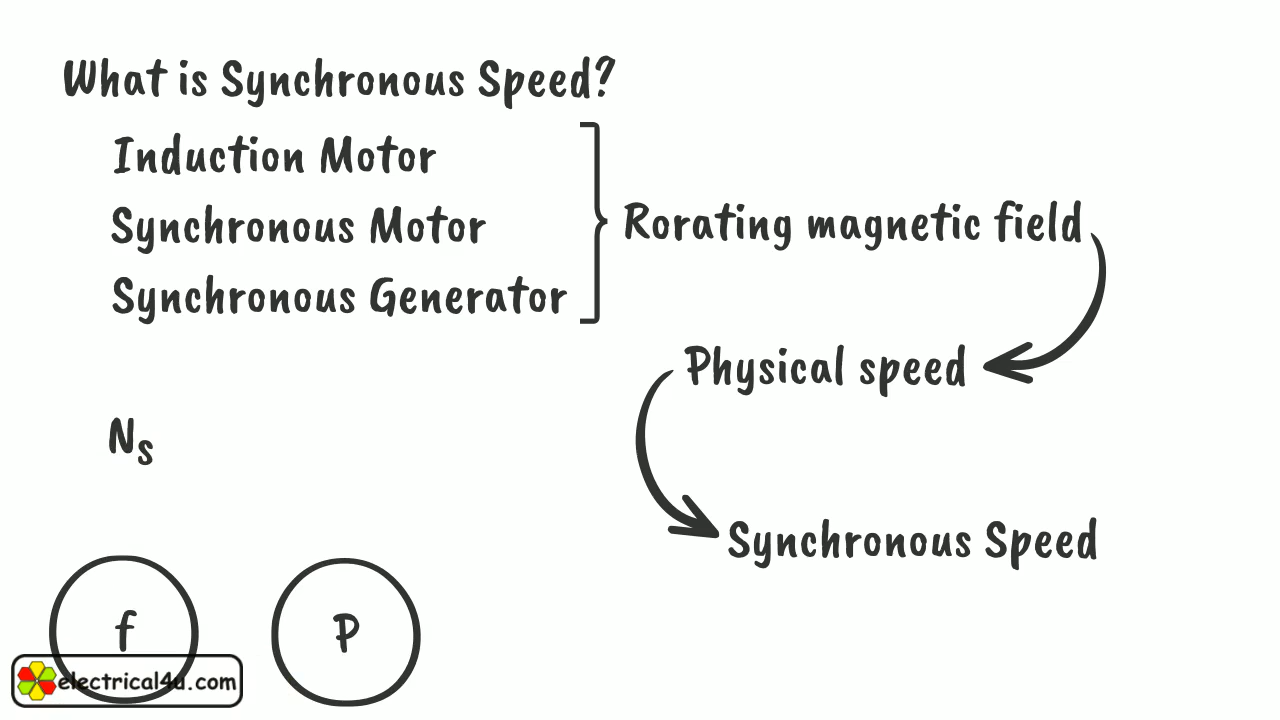 What is Synchronous Speed?
Induction Motor
Synchronous Motor
Synchronous Generator
Rorating magnetic field
Physical speed
Ns
Synchronous Speed
f
P
electrical4u.com